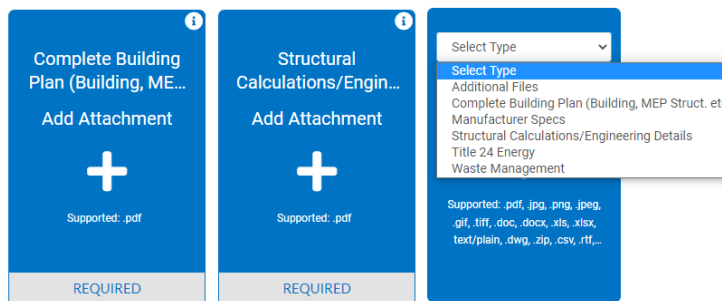 Complete Building
Plan (Building, ME...
Add Attachment
Supported: .pdf
REQUIRED
Structural
Calculations/Engin...
Add Attachment
Supported: .pdf
REQUIRED
Select Type
Select Type
Additional Files
Complete Building Plan (Building, MEP Struct. et
Manufacturer Specs
Structural Calculations/Engineering Details
Title 24 Energy
Waste Management
Supported: .pdf, .jpg, .png, .jpeg,
.gif, .tiff, .doc, .docx, .xls, .xlsx,
text/plain, .dwg, .zip, .csv, .rtf,...